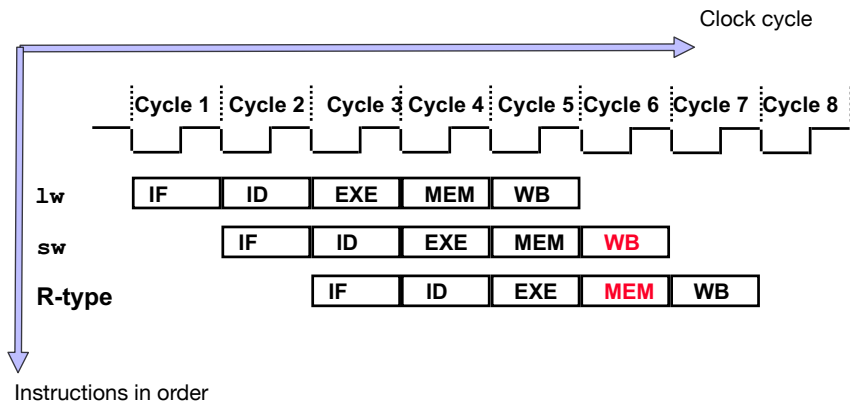 Clock cycle
Cycle 1 Cycle 2 Cycle 3 Cycle 4 Cycle 5 Cycle 6 Cycle 7 Cycle 8
lw IF ID EXE MEM WB
sw IF ID EXE MEM WB
R-type IF ID EXE MEM WB
Instructions in order